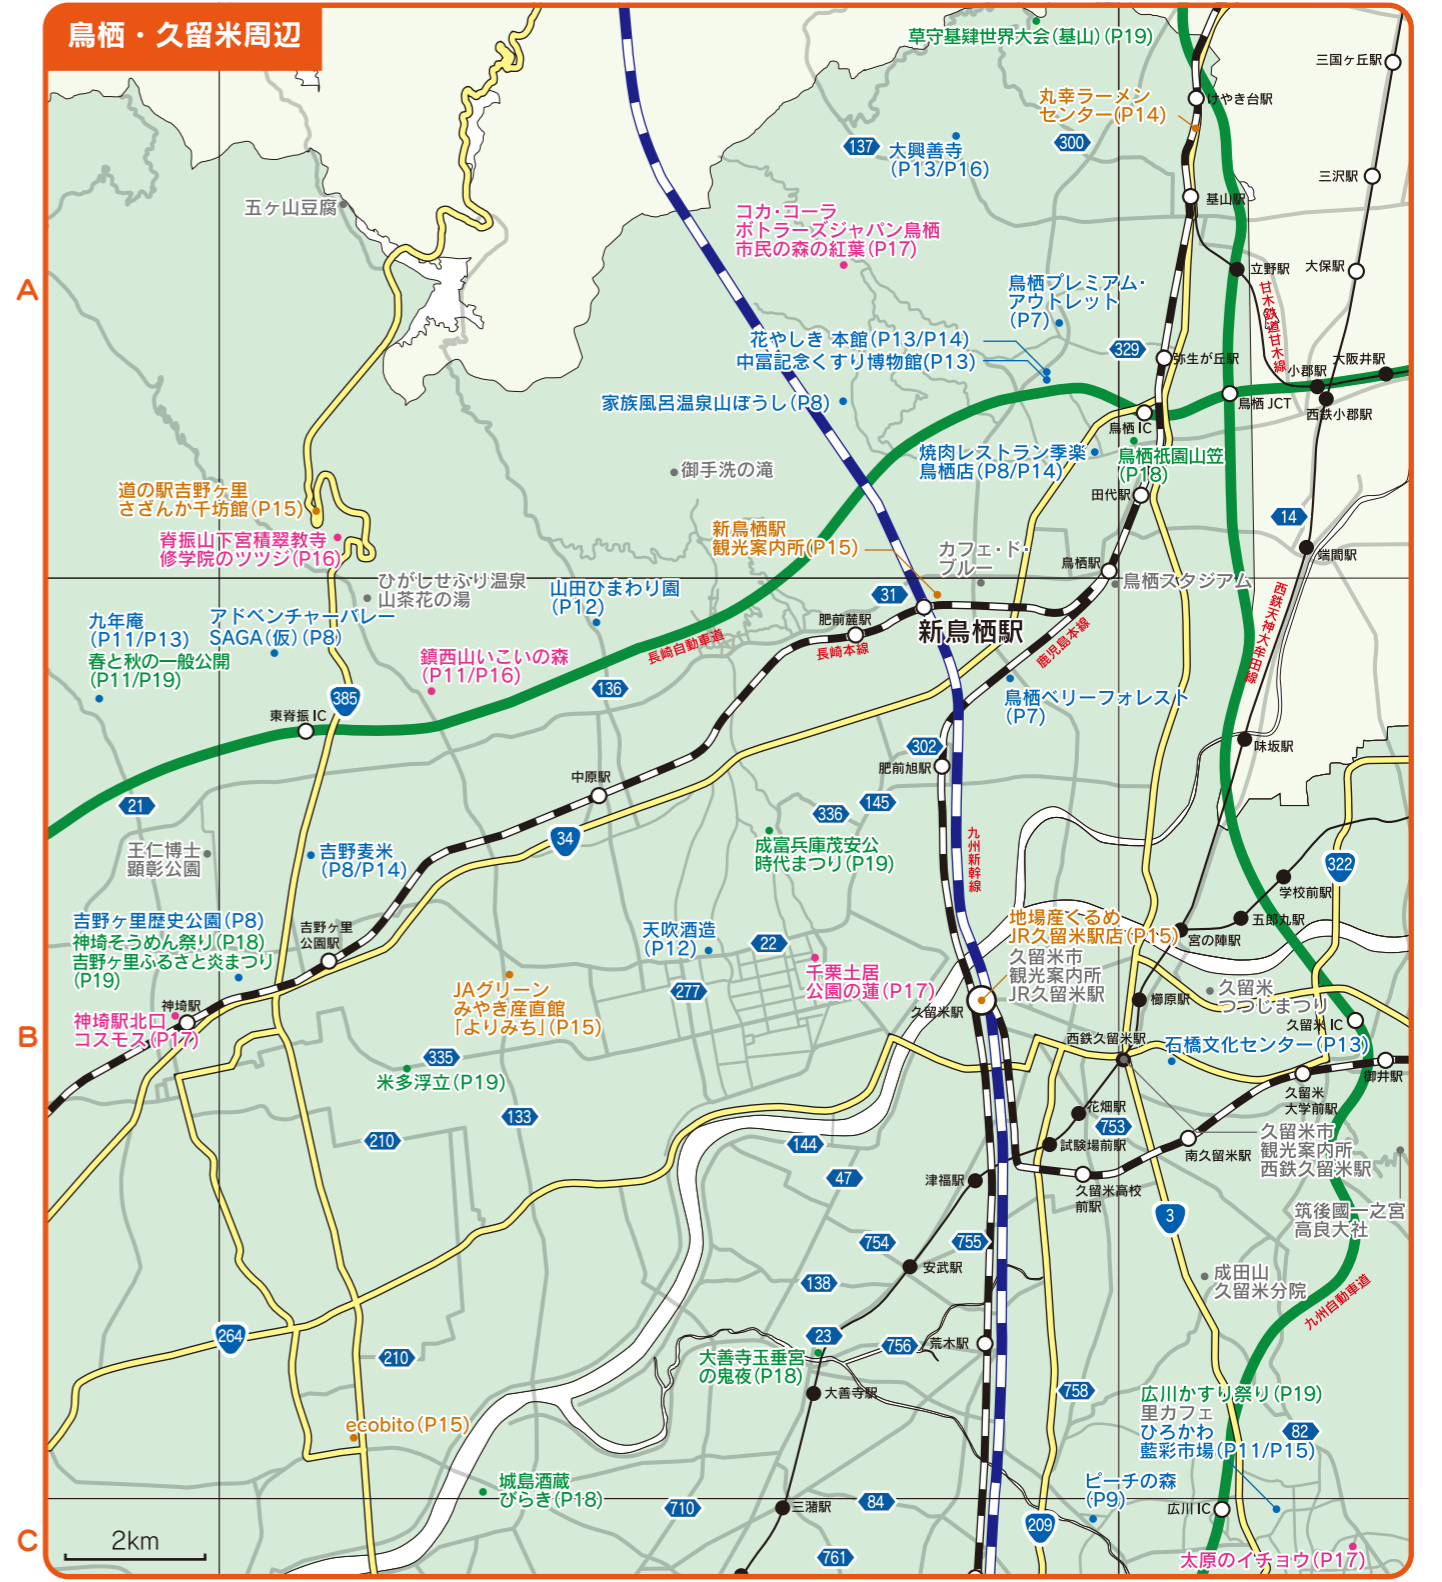 鳥栖・久留米周辺
草守基肄世界大会(基山)(P19)
三国ヶ丘駅
けやき台駅
丸幸ラーメン
センター(P14)
137
大興善寺
(P13/P16)
300
三沢駅
基山駅
五ヶ山豆腐
コカ・コーラ
ボトラーズジャパン鳥栖
市民の森の紅葉(P17)
A
立野駅
大保駅
甘木鉄道甘木線
鳥栖プレミアム・
アウトレット
(P7)
花やしき 本館(P13/P14)
中冨記念くすり博物館(P13)
329
弥生が丘駅
小郡駅
大阪井駅
家族風呂温泉山ぼうし(P8)
鳥栖 JCT
西鉄小郡駅
鳥栖 IC
焼肉レストラン季楽
鳥栖店(P8/P14)
鳥栖祇園山笠
(P18)
御手洗の滝
田代駅
道の駅吉野ヶ里
さざんか千坊館(P15)
14
脊振山下宮積翠教寺
修学院のツツジ(P16)
新鳥栖駅
観光案内所(P15)
カフェ・ド・
ブルー
端間駅
鳥栖駅
鳥栖スタジアム
ひがしせふり温泉
山茶花の湯
山田ひまわり園
(P12)
31
西鉄天神大牟田線
九年庵
(P11/P13)
春と秋の一般公開
(P11/P19)
アドベンチャーバレー
SAGA(仮)(P8)
肥前麓駅
新鳥栖駅
長崎自動車道
長崎本線
鹿児島本線
鎮西山いこいの森
(P11/P16)
136
385
鳥栖ベリーフォレスト
(P7)
東脊振 IC
302
肥前旭駅
味坂駅
中原駅
21
145
336
34
九州新幹線
王仁博士
顕彰公園
吉野麦米
(P8/P14)
成富兵庫茂安公
時代まつり(P19)
322
学校前駅
吉野ヶ里歴史公園(P8)
神埼そうめん祭り(P18)
吉野ヶ里ふるさと炎まつり
(P19)
吉野ヶ里
公園駅
天吹酒造
(P12)
22
地場産くるめ
JR久留米駅店(P15)
久留米市
観光案内所
JR久留米駅
五郎丸駅
宮の陣駅
千栗土居
公園の蓮(P17)
277
JAグリーン
みやき産直館
「よりみち」(P15)
久留米駅
櫛原駅
久留米
つつじまつり
久留米 IC
神埼駅
神埼駅北口
コスモス(P17)
B
西鉄久留米駅
石橋文化センター(P13)
335
米多浮立(P19)
御井駅
久留米
大学前駅
133
花畑駅
753
210
144
試験場前駅
南久留米駅
久留米市
観光案内所
西鉄久留米駅
47
津福駅
久留米高校
前駅
3
筑後國一之宮
高良大社
754
755
安武駅
138
成田山
久留米分院
九州自動車道
264
23
756
荒木駅
210
大善寺玉垂宮
の鬼夜(P18)
大善寺駅
758
広川かすり祭り(P19)
里カフェ
ひろかわ
藍彩市場(P11/P15)
82
ecobito(P15)
城島酒蔵
びらき(P18)
ピーチの森
(P9)
710
三潴駅
84
広川 IC
209
C
2km
761
太原のイチョウ(P17)